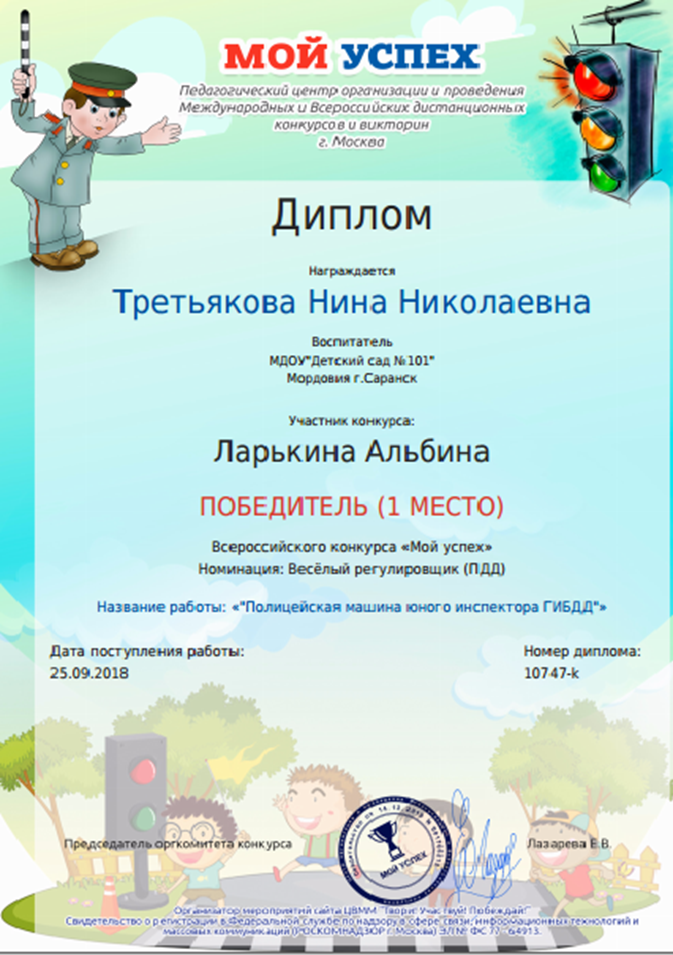 МОЙ УСПЕХ
Педагогический центр организации и проведения
Международных и Всероссийских дистанционных
конкурсов и викторин
г. Москва
Диплом
Награждается
Третьякова Нина Николаевна
Воспитатель
МДОУ"Детский сад №101"
Мордовия г.Саранск
Участник конкурса:
Ларькина Альбина
ПОБЕДИТЕЛЬ (1 МЕСТО)
Всероссийского конкурса «Мой успех»
Номинация: Весёлый регулировщик (ПДД)
Название работы: «"Полицейская машина юного инспектора ГИБДД"»
Дата поступления работы:
25.09.2018
Номер диплома:
10747-k
Председатель оргкомитета конкурса
МОЙ УСПЕХ
Лазарева Е.В.
Организатор мероприятий сайта ЦВММ "Твори! Участвуй! Побеждай!"
Свидетельство о регистрации в Федеральной службе по надзору в сфере связи, информационных технологий и
массовых коммуникаций (РОСКОМНАДЗОР г. Москва) ЭЛ № ФС 77 - 64913.